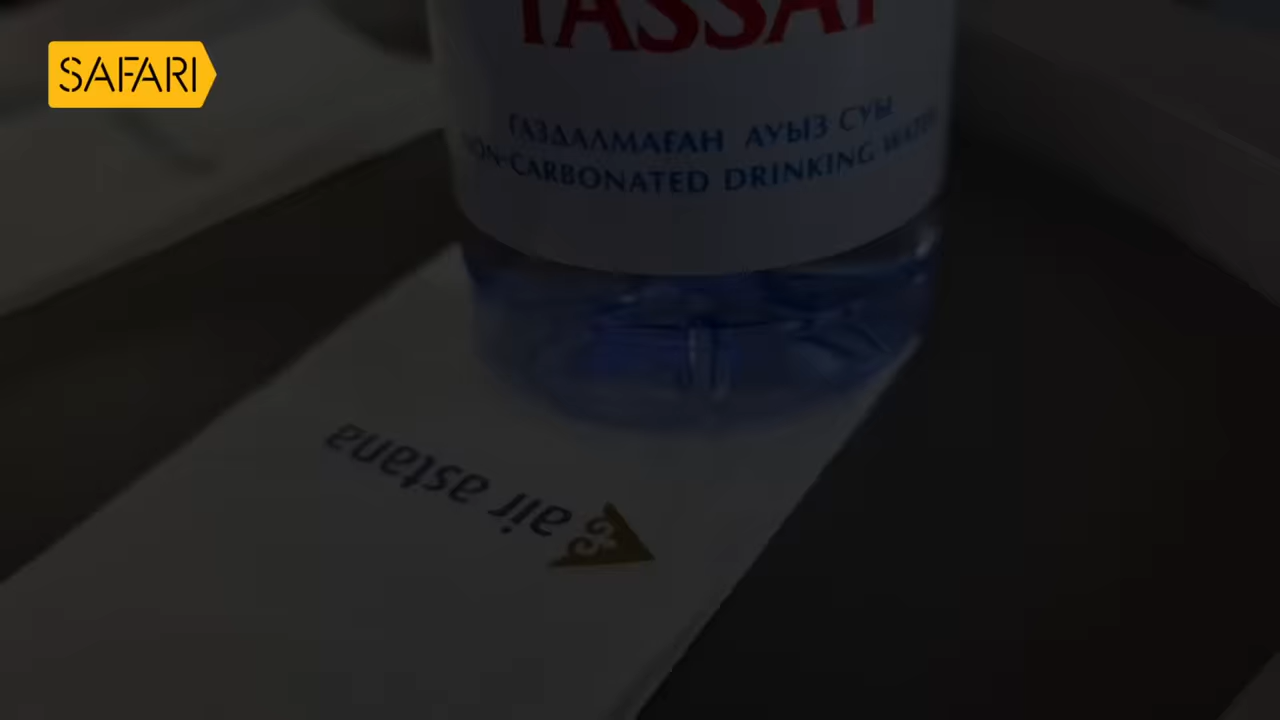 SAFARI
TASSAY
ГАЗДАЛМАҒАН АУЫЗ СУЫ
NON-CARBONATED DRINKING WATER
air astana